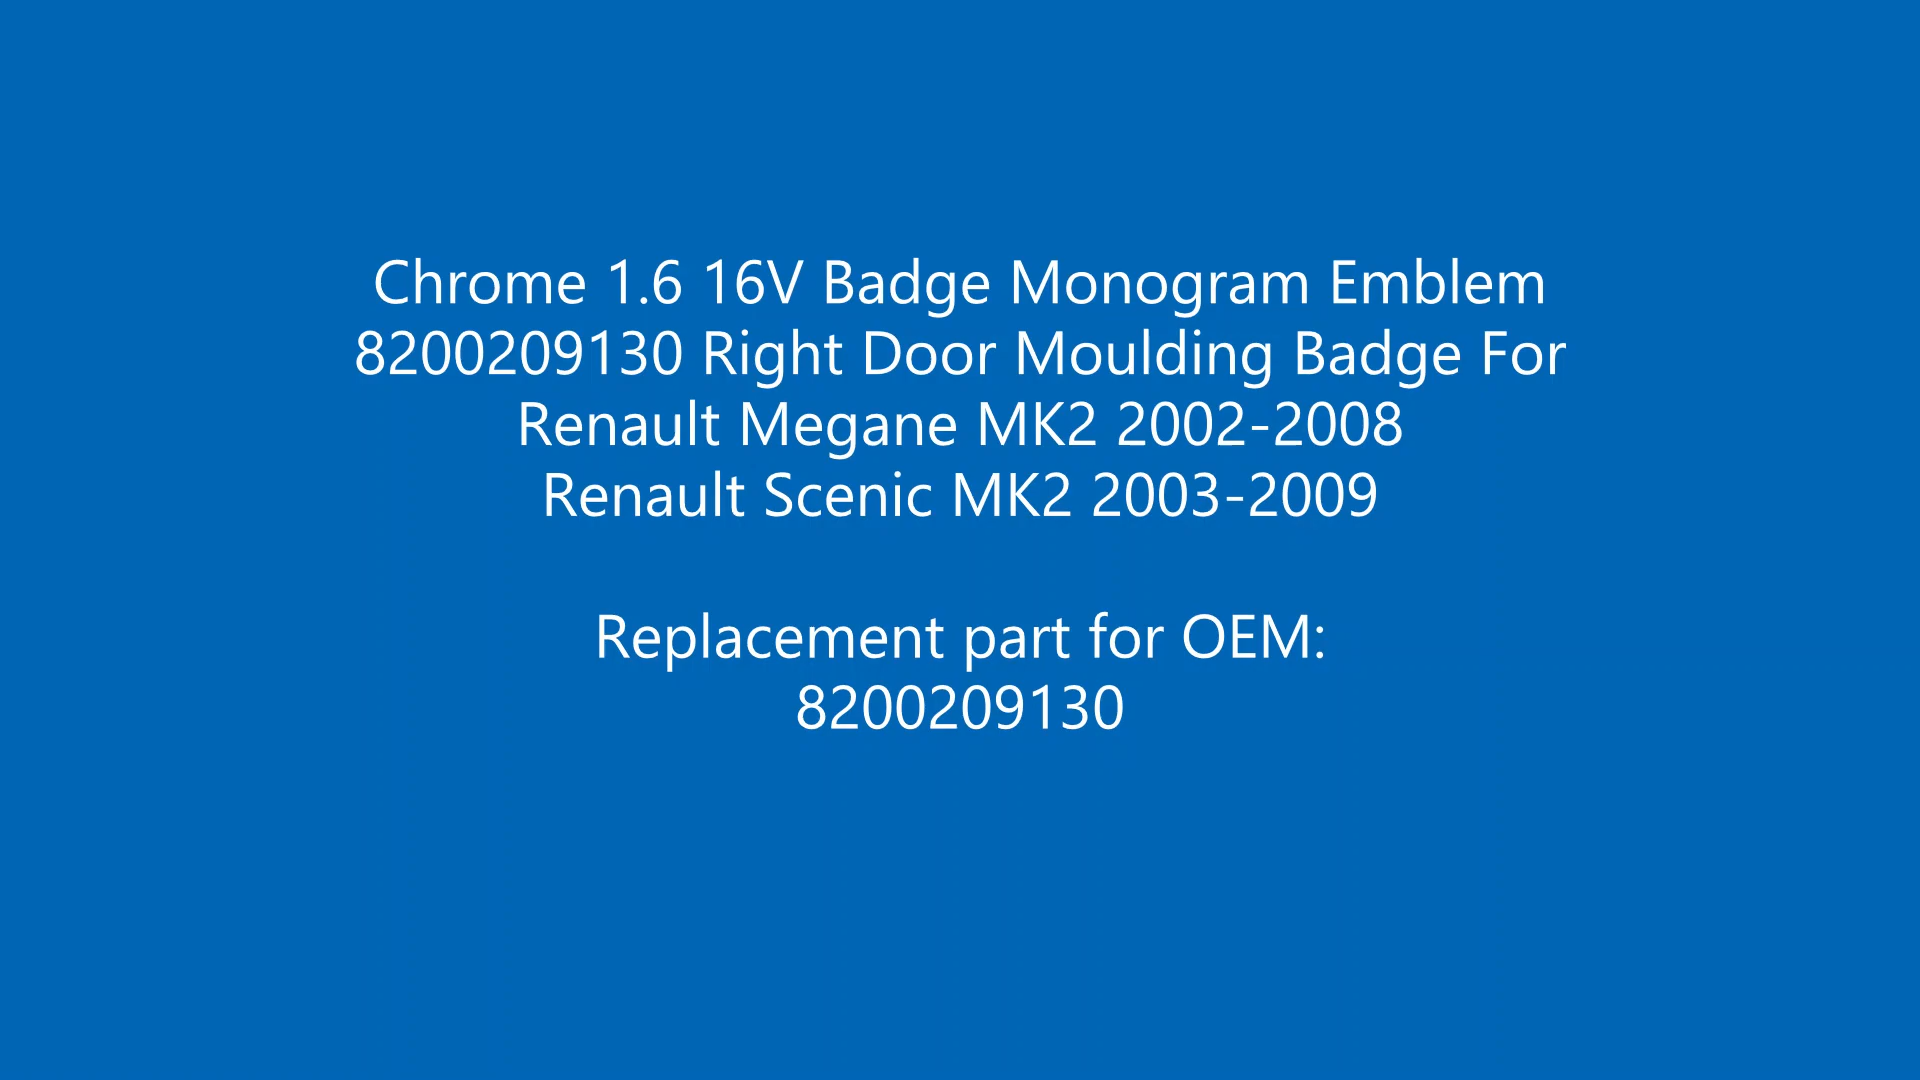 Chrome 1.6 16V Badge Monogram Emblem
8200209130 Right Door Moulding Badge For
Renault Megane MK2 2002-2008
Renault Scenic MK2 2003-2009
Replacement part for OEM:
8200209130